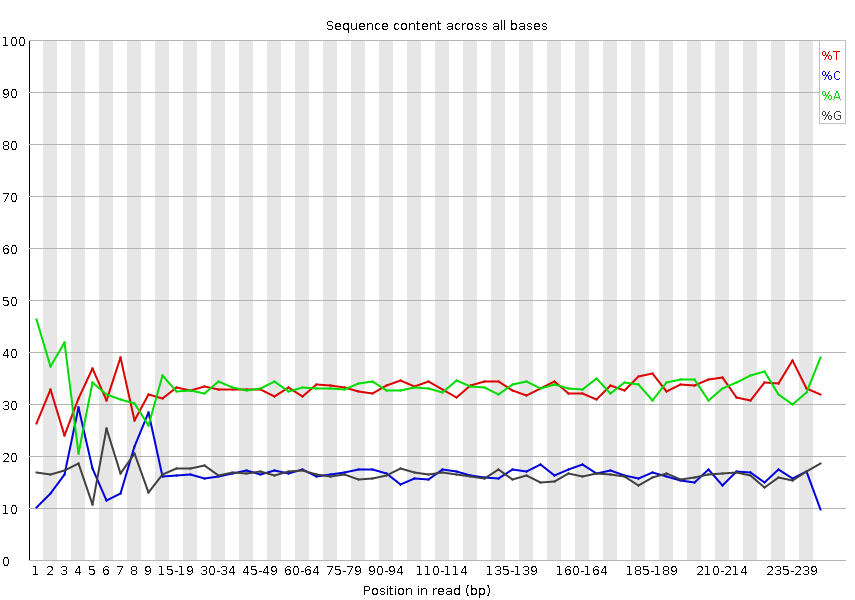 Sequence content across all bases
100
90
80
70
60
50
40
30
20
10
0
%T
%C
%A
%G
1 2 3 4 5 6 7 8 9 15-19 30-34 45-49 60-64 75-79 90-94 110-114 135-139 160-164 185-189 210-214 235-239
Position in read (bp)